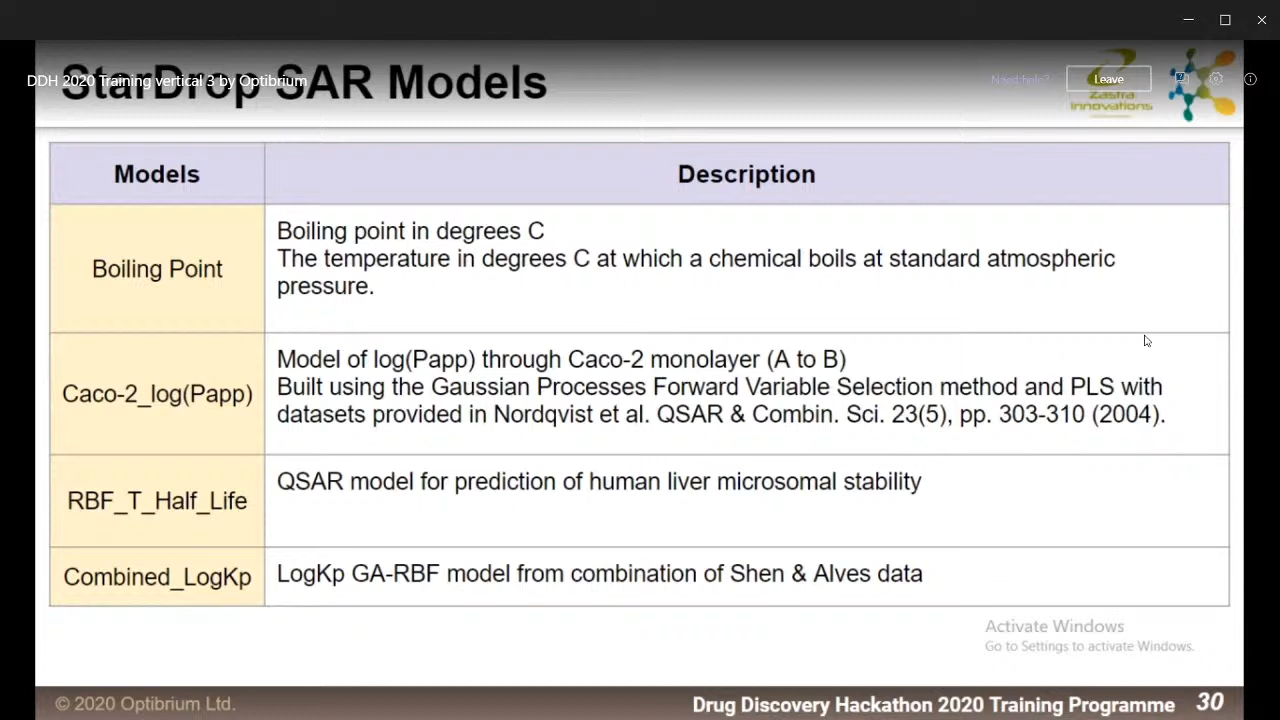 StarDrop SAR Models
DDH 2020 Training vertical 3 by Optibrium
Need help?
Leave
Zastra
Innovations
Models
Description
Boiling Point
Boiling point in degrees C
The temperature in degrees C at which a chemical boils at standard atmospheric
pressure.
Caco-2_log(Papp)
Model of log(Papp) through Caco-2 monolayer (A to B)
Built using the Gaussian Processes Forward Variable Selection method and PLS with
datasets provided in Nordqvist et al. QSAR & Combin. Sci. 23(5), pp. 303-310 (2004).
RBF_T_Half_Life
QSAR model for prediction of human liver microsomal stability
Combined_LogKp
LogKp GA-RBF model from combination of Shen & Alves data
Activate Windows
Go to Settings to activate Windows.
© 2020 Optibrium Ltd.
Drug Discovery Hackathon 2020 Training Programme 30